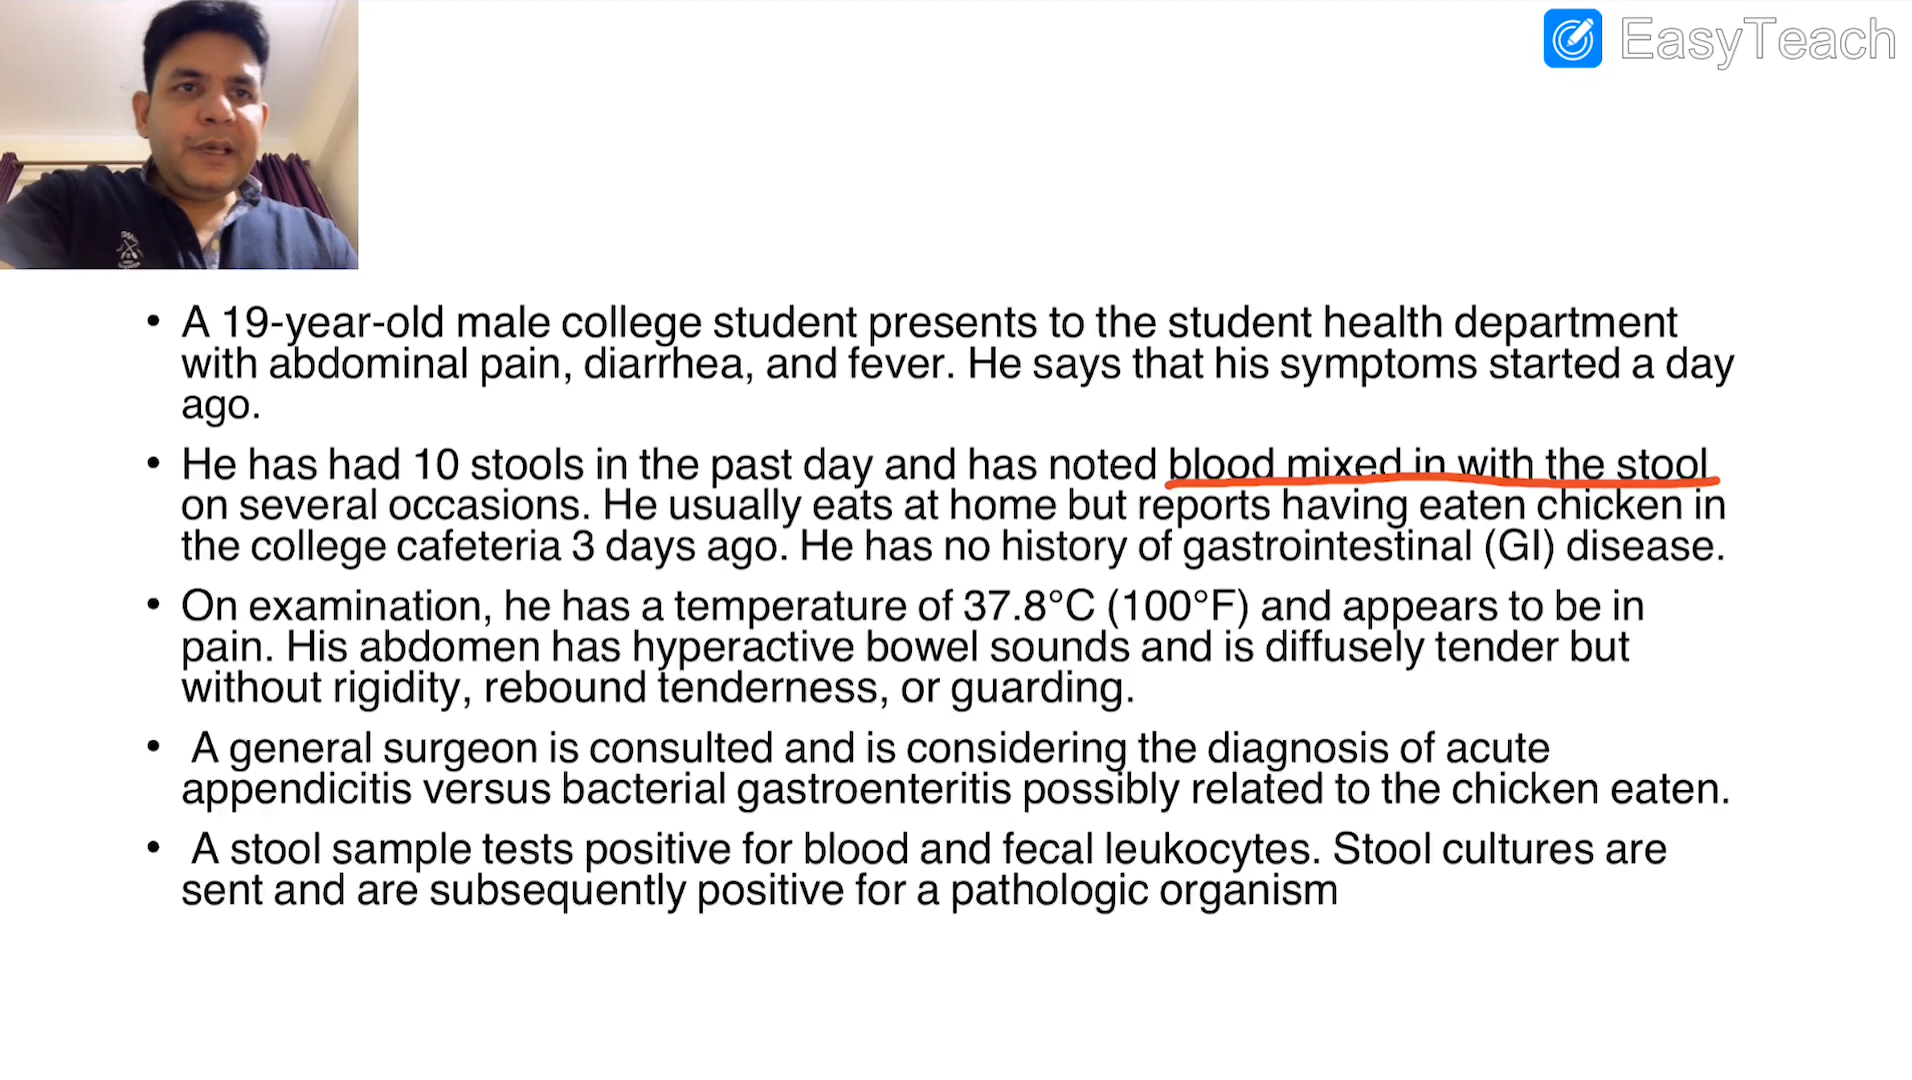 EasyTeach
• A 19-year-old male college student presents to the student health department
with abdominal pain, diarrhea, and fever. He says that his symptoms started a day
ago.
• He has had 10 stools in the past day and has noted blood mixed in with the stool
on several occasions. He usually eats at home but reports having eaten chicken in
the college cafeteria 3 days ago. He has no history of gastrointestinal (GI) disease.
• On examination, he has a temperature of 37.8°C (100°F) and appears to be in
pain. His abdomen has hyperactive bowel sounds and is diffusely tender but
without rigidity, rebound tenderness, or guarding.
• A general surgeon is consulted and is considering the diagnosis of acute
appendicitis versus bacterial gastroenteritis possibly related to the chicken eaten.
• A stool sample tests positive for blood and fecal leukocytes. Stool cultures are
sent and are subsequently positive for a pathologic organism